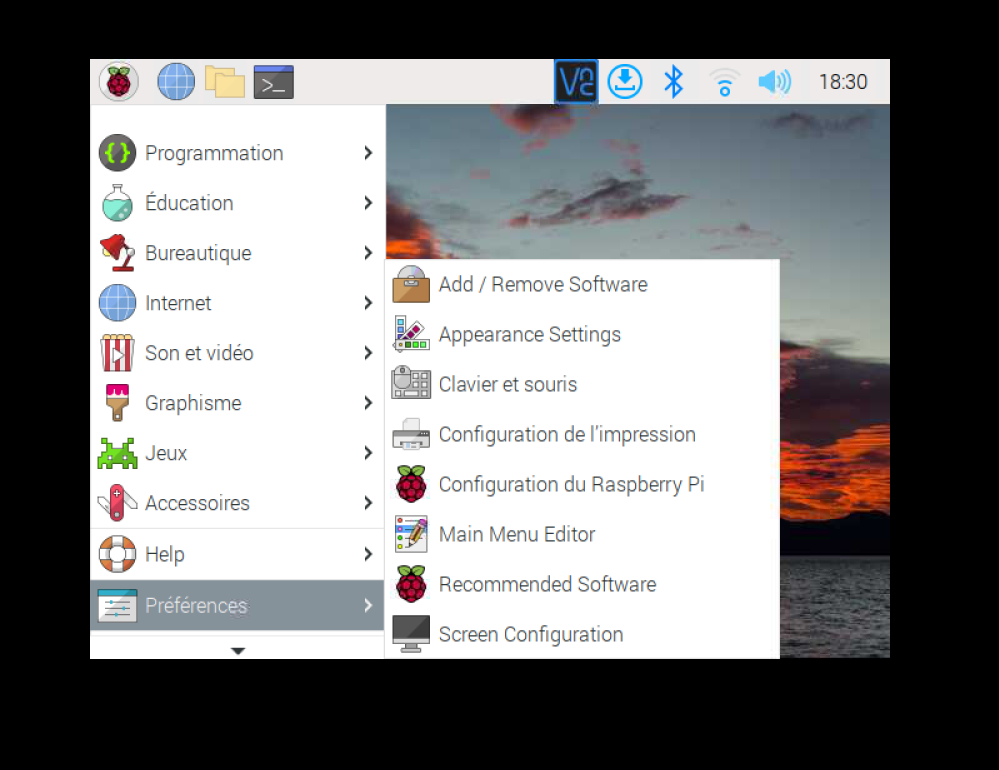 VNC
18:30
Programmation
Éducation
Bureautique
Internet
Son et vidéo
Graphisme
Jeux
Accessoires
Help
Préférences
Add / Remove Software
Appearance Settings
Clavier et souris
Configuration de l'impression
Configuration du Raspberry Pi
Main Menu Editor
Recommended Software
Screen Configuration